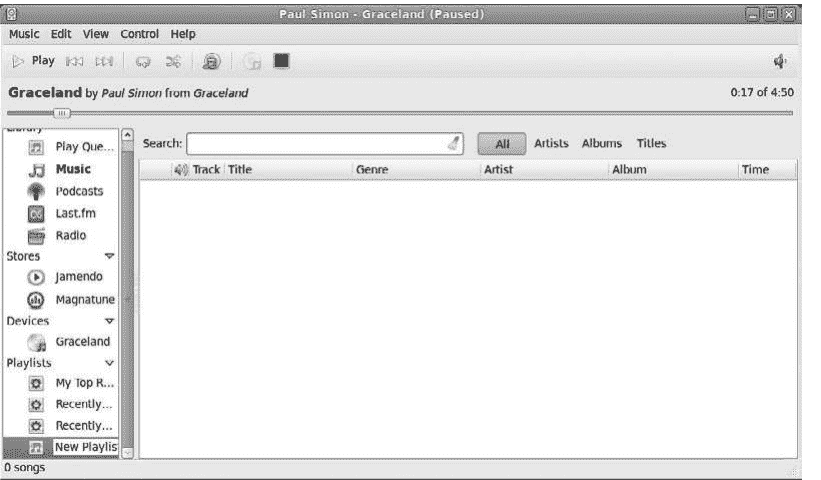 Paul Simon - Graceland (Paused)
Music Edit View Control Help
Play
Graceland by Paul Simon from Graceland 0:17 of 4:50
Library
Play Que...
Music
Podcasts
Last.fm
Radio
Stores
Jamendo
Magnatune
Devices
Graceland
Playlists
My Top R...
Recently...
Recently...
New Playlis
Search: All Artists Albums Titles
Track Title Genre Artist Album Time
0 songs